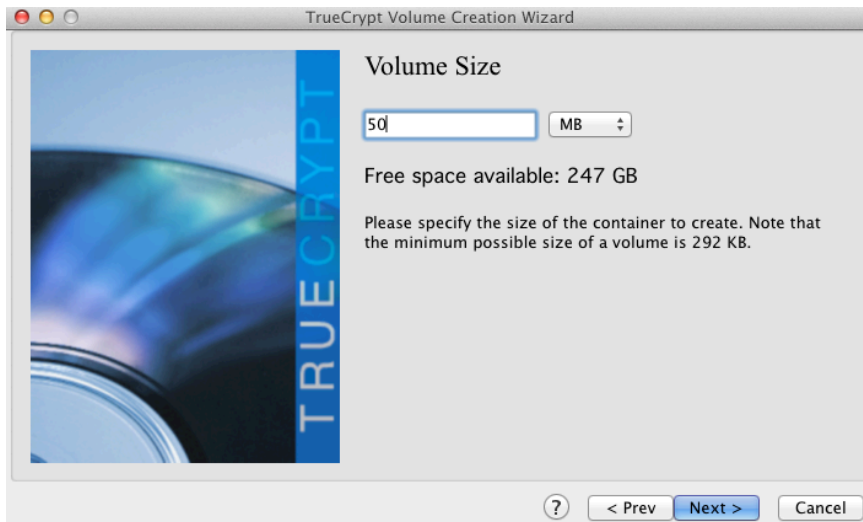 TrueCrypt Volume Creation Wizard
TRUECRYPT
Volume Size
50
MB
Free space available: 247 GB
Please specify the size of the container to create. Note that
the minimum possible size of a volume is 292 KB.
?
< Prev
Next >
Cancel